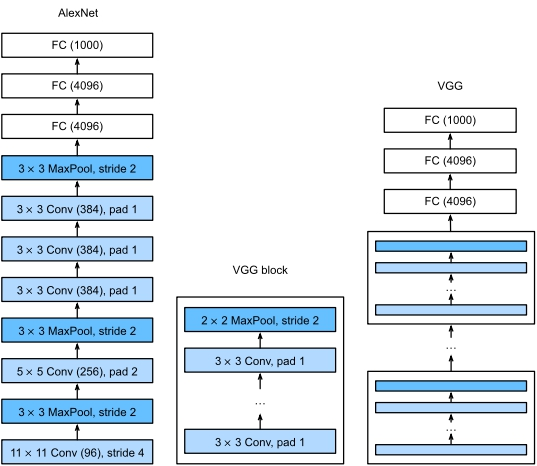 AlexNet
FC (1000)
FC (4096)
FC (4096)
3 × 3 MaxPool, stride 2
3 × 3 Conv (384), pad 1
3 × 3 Conv (384), pad 1
3 × 3 Conv (384), pad 1
3 × 3 MaxPool, stride 2
5 × 5 Conv (256), pad 2
3 × 3 MaxPool, stride 2
11 × 11 Conv (96), stride 4
VGG block
2 × 2 MaxPool, stride 2
3 × 3 Conv, pad 1
...
3 × 3 Conv, pad 1
VGG
FC (1000)
FC (4096)
FC (4096)
...
...
...